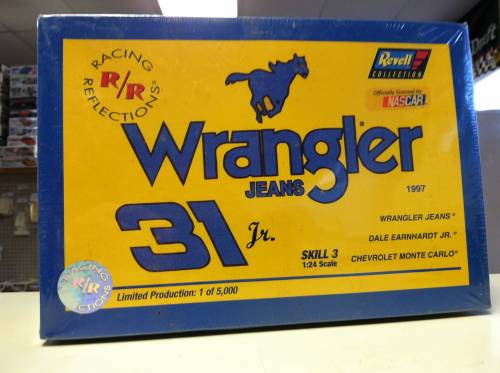 RACING
R/R
REFLECTIONS®
Revell
COLLECTION
Officially licensed by
NASCAR
Wrangler
JEANS
1997
31
Jr.
WRANGLER JEANS®
DALE EARNHARDT JR.®
CHEVROLET MONTE CARLO®
SKILL 3
1:24 Scale
RACING
R/R
Limited Production: 1 of 5,000